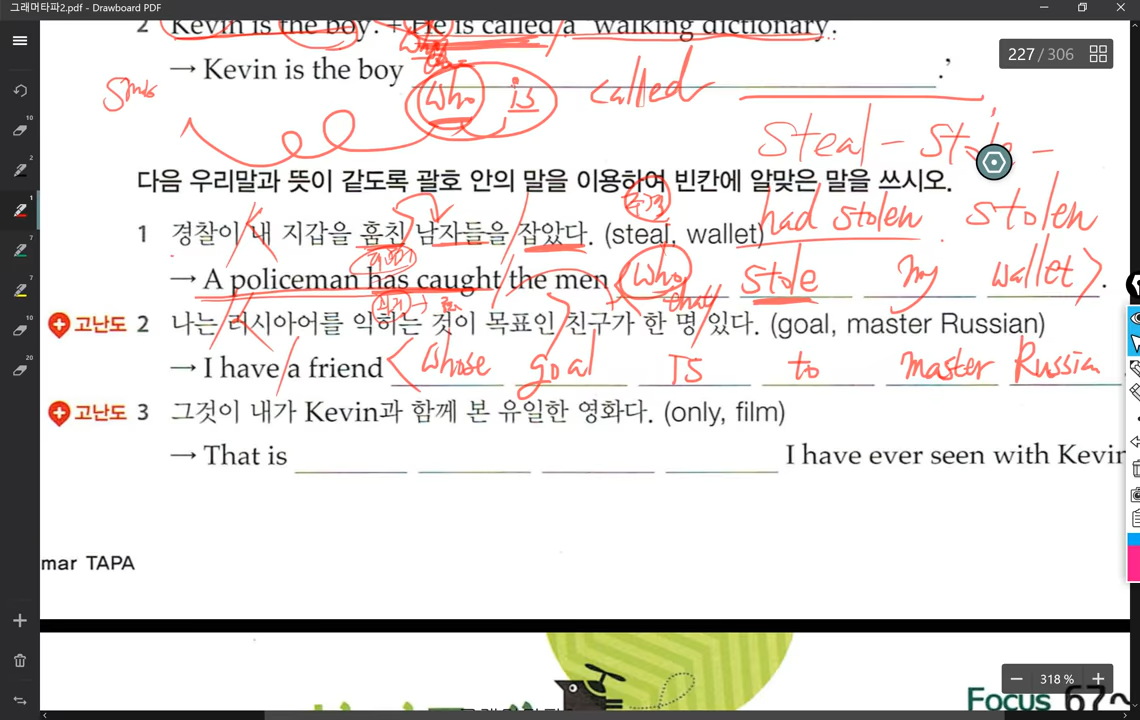 그래머타파2.pdf - Drawboard PDF
227 / 306
2 Kevin is the boy. + He is called a walking dictionary.
→ Kevin is the boy who is called
steal - stole -
다음 우리말과 뜻이 같도록 괄호 안의 말을 이용하여 빈칸에 알맞은 말을 쓰시오.
주격
had stolen stolen
1 경찰이 내 지갑을 훔친 남자들을 잡았다. (steal, wallet)
→ A policeman has caught the men who stole my wallet.
that
고난도 2 나는 러시아어를 익히는 것이 목표인 친구가 한 명 있다. (goal, master Russian)
→ I have a friend whose goal is to master Russian
고난도 3 그것이 내가 Kevin과 함께 본 유일한 영화다. (only, film)
→ That is I have ever seen with Kevin
mar TAPA
318 %
Focus 67~